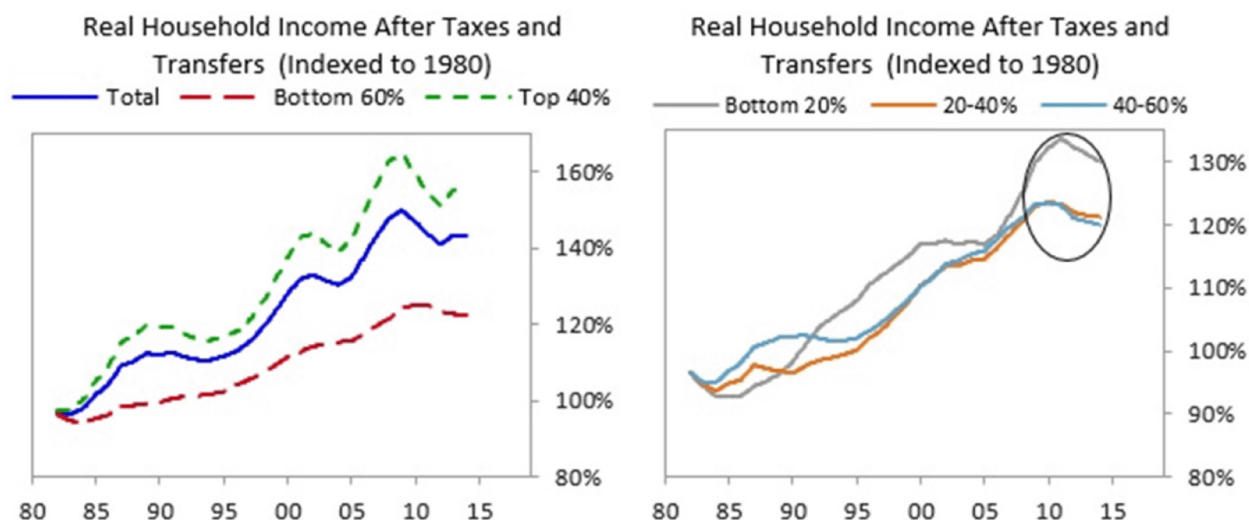 Real Household Income After Taxes and
Transfers (Indexed to 1980)
Total Bottom 60% Top 40%
160%
140%
120%
100%
80%
80 85 90 95 00 05 10 15
Real Household Income After Taxes and
Transfers (Indexed to 1980)
Bottom 20% 20-40% 40-60%
130%
120%
110%
100%
90%
80%
80 85 90 95 00 05 10 15